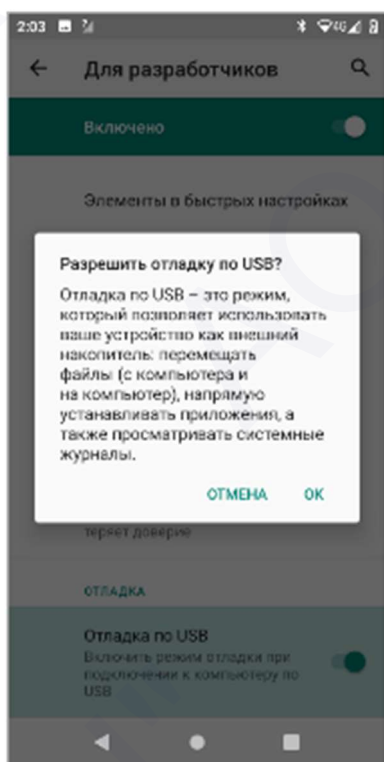 2:03
4G
Для разработчиков
Включено
Элементы в быстрых настройках
Разрешить отладку по USB?
Отладка по USB – это режим,
который позволяет использовать
ваше устройство как внешний
накопитель: перемещать
файлы (с компьютера и
на компьютер), напрямую
устанавливать приложения, а
также просматривать системные
журналы.
ОТМЕНА OK
теряет доверие
ОТЛАДКА
Отладка по USB
Включить режим отладки при
подключении к компьютеру по
USB